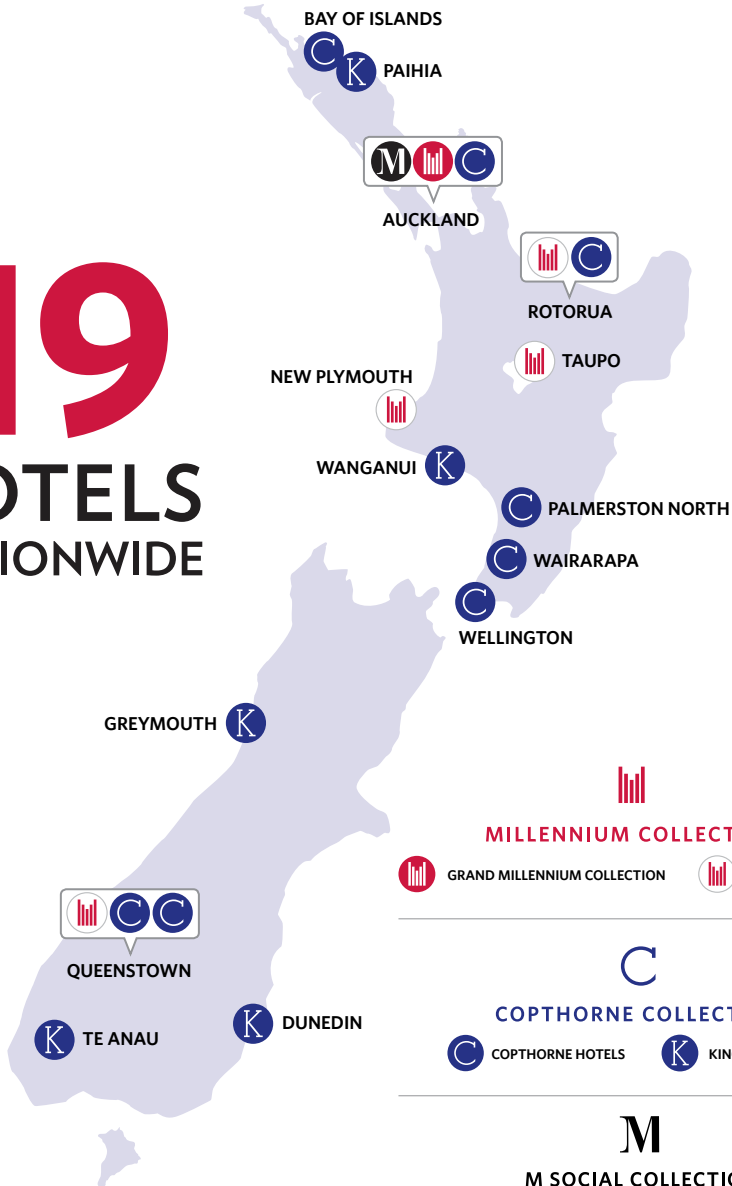 BAY OF ISLANDS
C
K PAIHIA
M C
AUCKLAND
C
ROTORUA
TAUPO
NEW PLYMOUTH
19
WANGANUI K
OTELS
C PALMERSTON NORTH
IONWIDE
C WAIRARAPA
C
WELLINGTON
GREYMOUTH K
MILLENNIUM COLLECT
GRAND MILLENNIUM COLLECTION
C C
QUEENSTOWN
C
COPTHORNE COLLECT
K TE ANAU
K DUNEDIN
C COPTHORNE HOTELS K KIN
M
M SOCIAL COLLECTIO